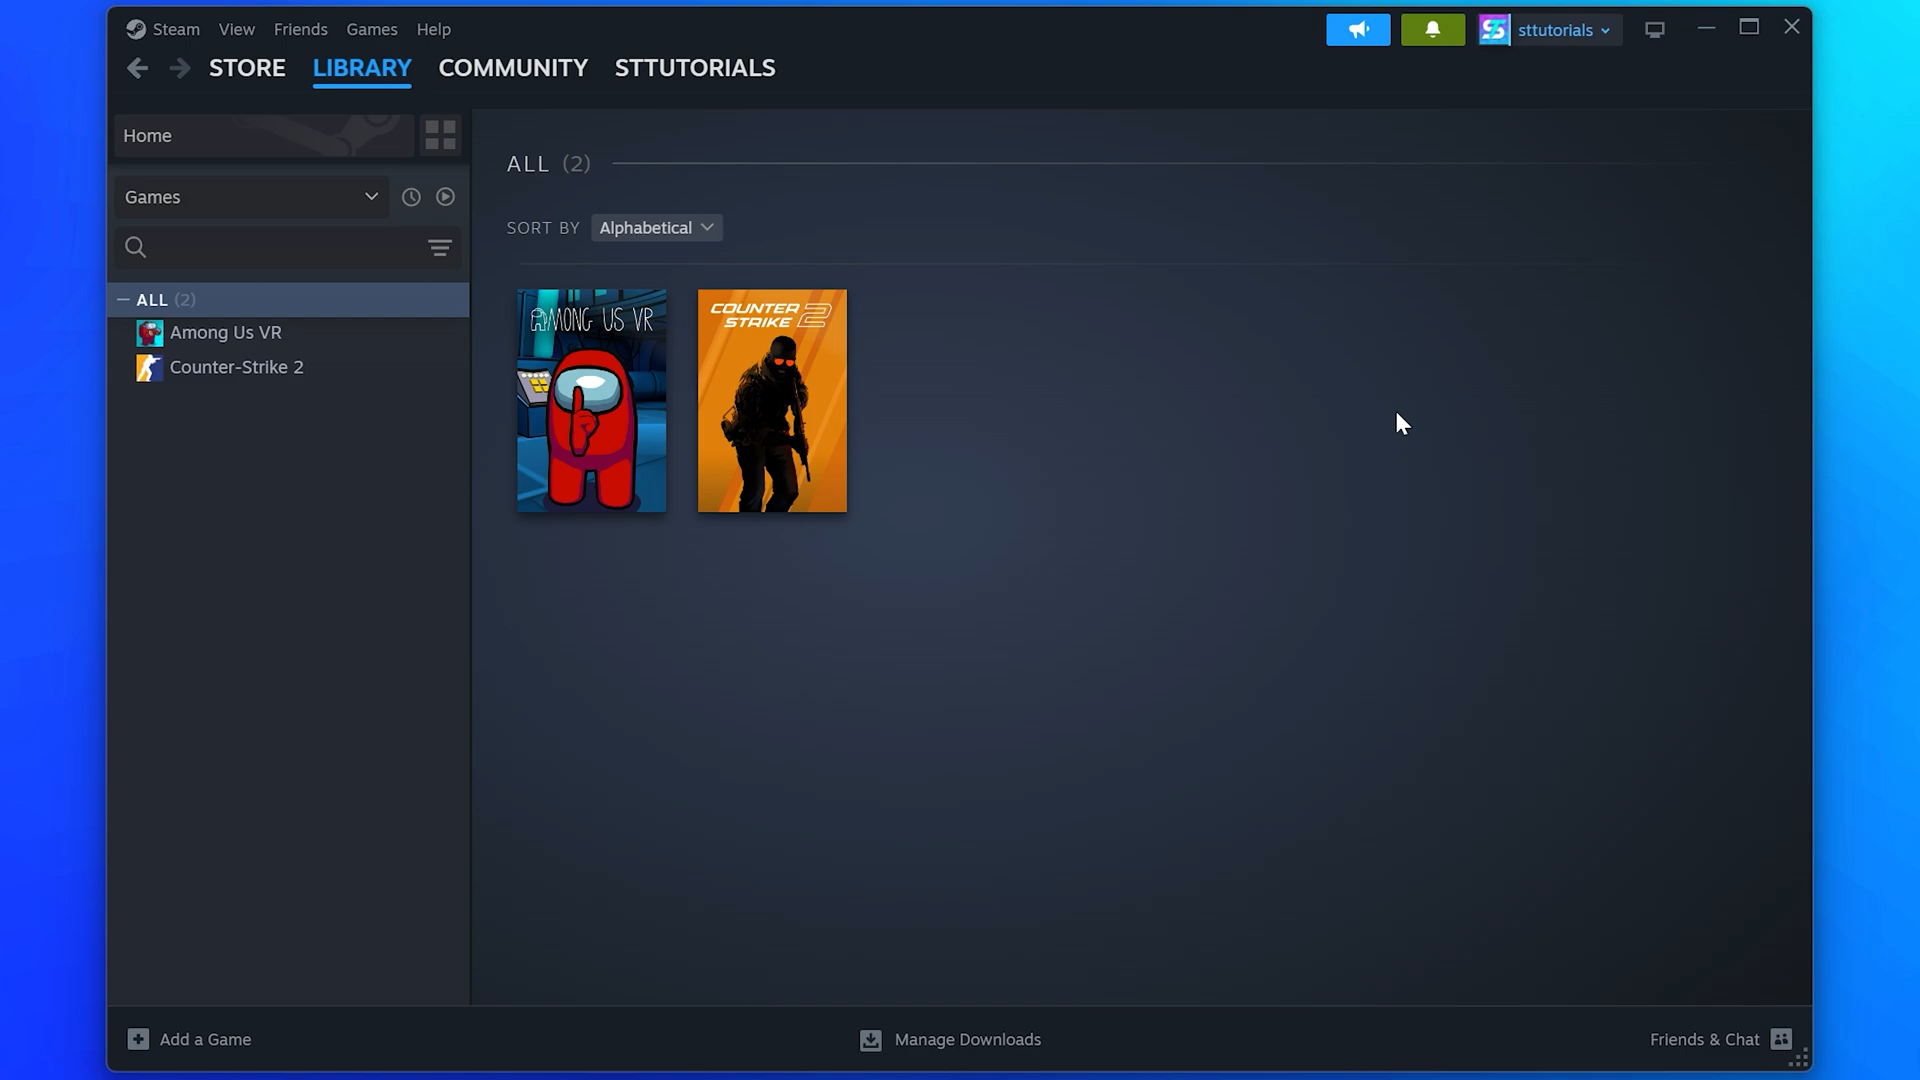 Steam View Friends Games Help
sttutorials
STORE LIBRARY COMMUNITY STTUTORIALS
Home
Games
ALL (2)
Among Us VR
Counter-Strike 2
ALL (2)
SORT BY Alphabetical
AMONG US VR
COUNTER
STRIKE 2
Add a Game
Manage Downloads
Friends & Chat